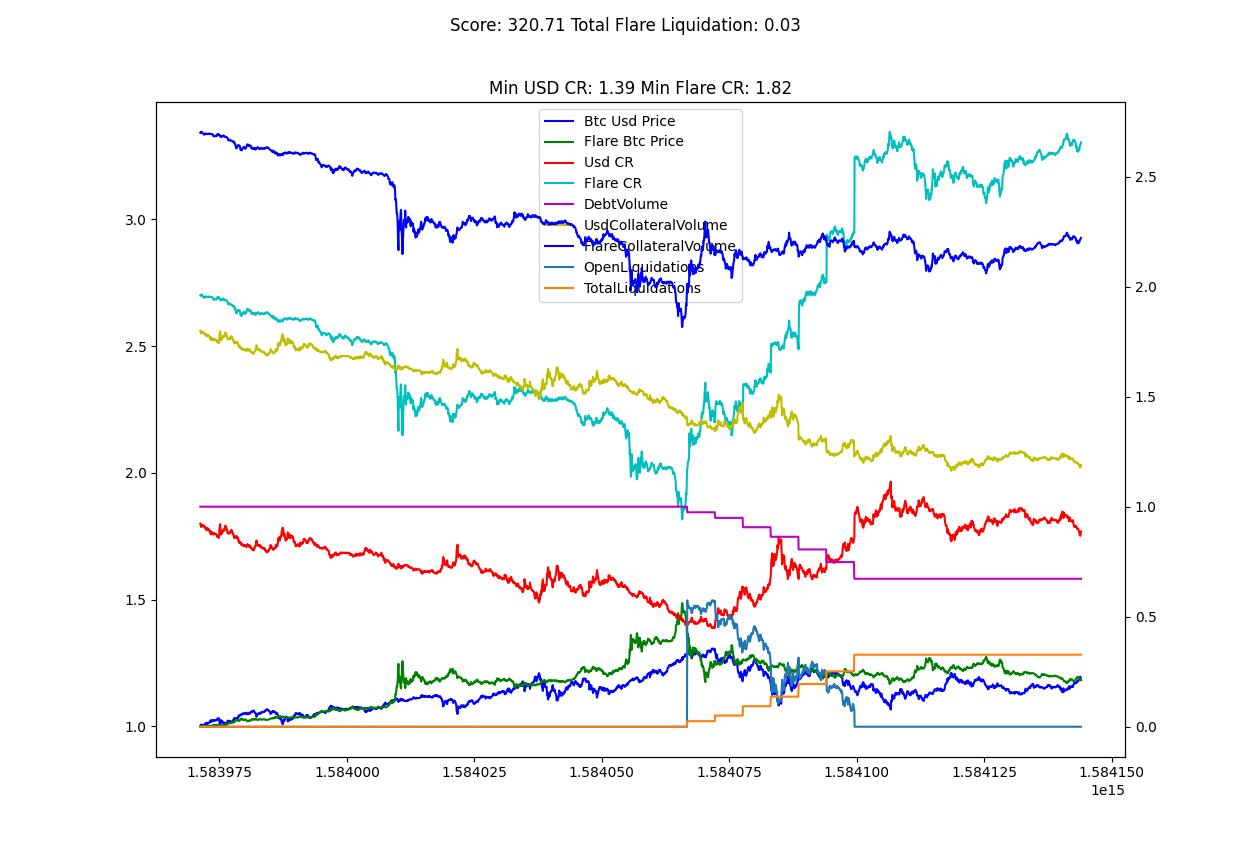 Score: 320.71 Total Flare Liquidation: 0.03
Min USD CR: 1.39 Min Flare CR: 1.82
Btc Usd Price
Flare Btc Price
Usd CR
Flare CR
DebtVolume
UsdCollateralVolume
FlareCollateralVolume
OpenLiquidations
TotalLiquidations
3.0
2.5
2.0
1.5
1.0
2.5
2.0
1.5
1.0
0.5
0.0
1.583975
1.584000
1.584025
1.584050
1.584075
1.584100
1.584125
1.584150
1e15